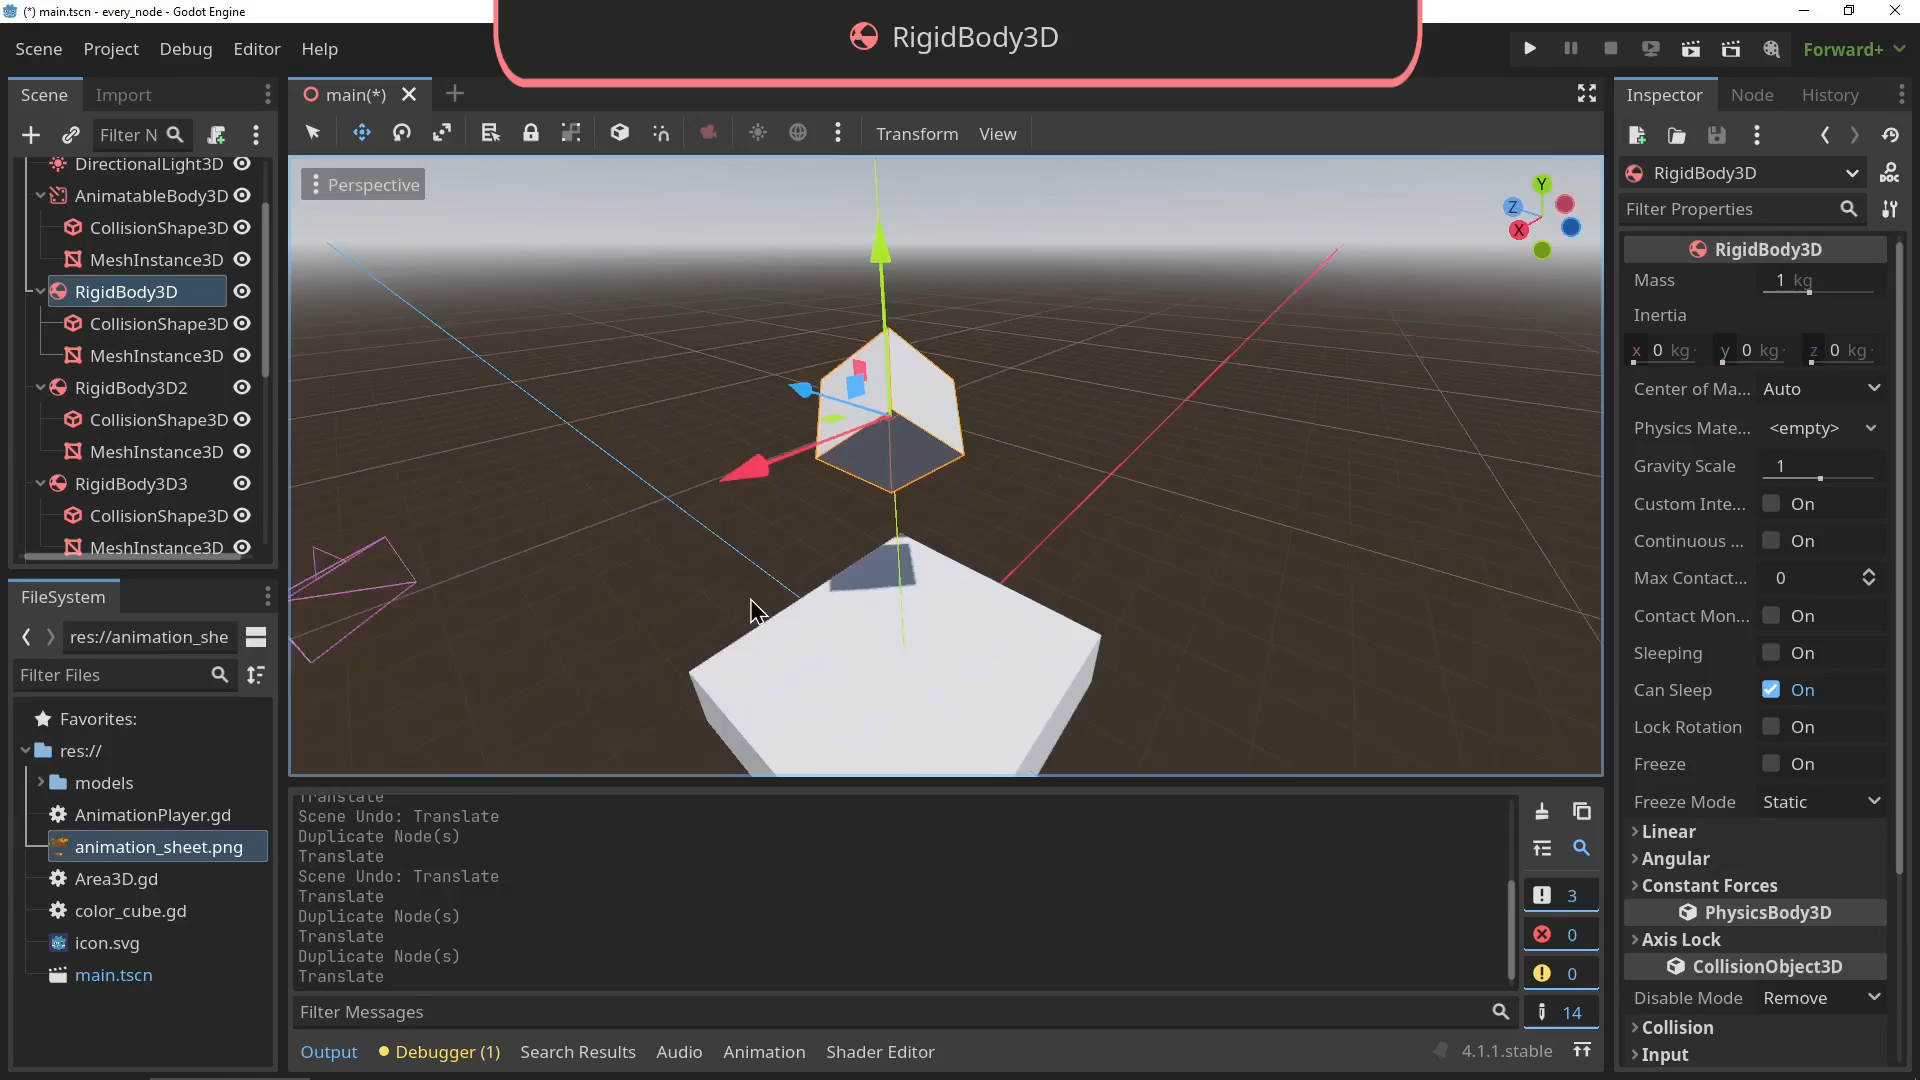 (*) main.tscn - every_node - Godot Engine
RigidBody3D
Scene Project Debug Editor Help
Forward+
Scene Import
main(*)
Inspector Node History
Filter N
Transform View
DirectionalLight3D
AnimatableBody3D
CollisionShape3D
MeshInstance3D
RigidBody3D
CollisionShape3D
MeshInstance3D
RigidBody3D2
CollisionShape3D
MeshInstance3D
RigidBody3D3
CollisionShape3D
MeshInstance3D
FileSystem
res://animation_she
Filter Files
Favorites:
res://
models
AnimationPlayer.gd
animation_sheet.png
Area3D.gd
color_cube.gd
icon.svg
main.tscn
Perspective
Y
Z
X
Translate
Scene Undo: Translate
Duplicate Node(s)
Translate
Scene Undo: Translate
Translate
Duplicate Node(s)
Translate
Duplicate Node(s)
Translate
3
0
0
14
Filter Messages
Output Debugger (1) Search Results Audio Animation Shader Editor
4.1.1.stable
RigidBody3D
DOC
Filter Properties
RigidBody3D
Mass 1 kg
Inertia
x 0 kg· y 0 kg· z 0 kg·
Center of Ma... Auto
Physics Mate... <empty>
Gravity Scale 1
Custom Inte... On
Continuous ... On
Max Contact... 0
Contact Mon... On
Sleeping On
Can Sleep On
Lock Rotation On
Freeze On
Freeze Mode Static
Linear
Angular
Constant Forces
PhysicsBody3D
Axis Lock
CollisionObject3D
Disable Mode Remove
Collision
Input